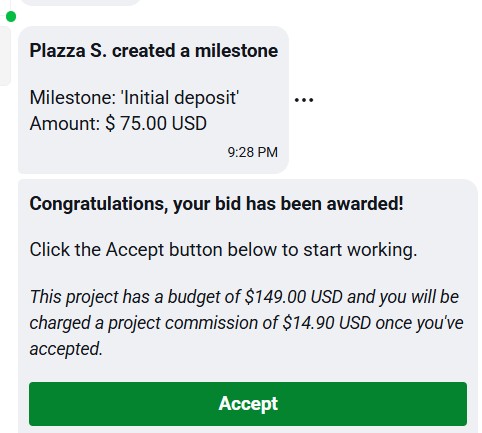 Plazza S. created a milestone
Milestone: 'Initial deposit'
Amount: $ 75.00 USD
9:28 PM
Congratulations, your bid has been awarded!
Click the Accept button below to start working.
This project has a budget of $149.00 USD and you will be
charged a project commission of $14.90 USD once you've
accepted.
Accept